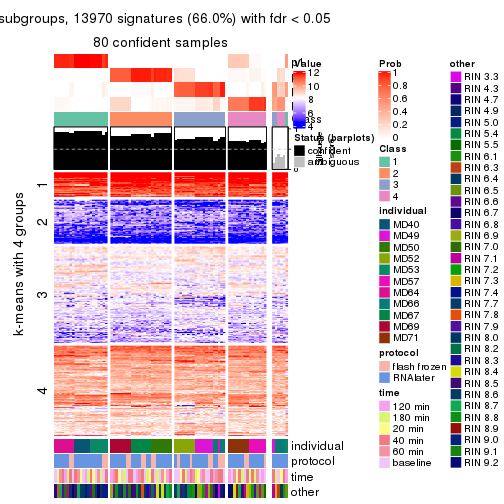 subgroups, 13970 signatures (66.0%) with fdr < 0.05
80 confident samples
k-means with 4 groups
1
2
3
4
individual
protocol
time
other
Value
12
10
8
6
4
Status (barplots)
confident
ambiguous
Prob
1
0.8
0.6
0.4
0.2
0
Class
1
2
3
4
individual
MD40
MD49
MD50
MD52
MD53
MD57
MD64
MD66
MD67
MD69
MD71
protocol
flash frozen
RNAlater
time
120 min
180 min
20 min
40 min
60 min
baseline
other
RIN 3.3
RIN 4.3
RIN 4.7
RIN 4.9
RIN 5.0
RIN 5.4
RIN 5.5
RIN 6.1
RIN 6.3
RIN 6.4
RIN 6.5
RIN 6.6
RIN 6.7
RIN 6.8
RIN 6.9
RIN 7.0
RIN 7.1
RIN 7.2
RIN 7.3
RIN 7.4
RIN 7.7
RIN 7.8
RIN 7.9
RIN 8.0
RIN 8.2
RIN 8.3
RIN 8.4
RIN 8.5
RIN 8.6
RIN 8.7
RIN 8.8
RIN 8.9
RIN 9.0
RIN 9.1
RIN 9.2